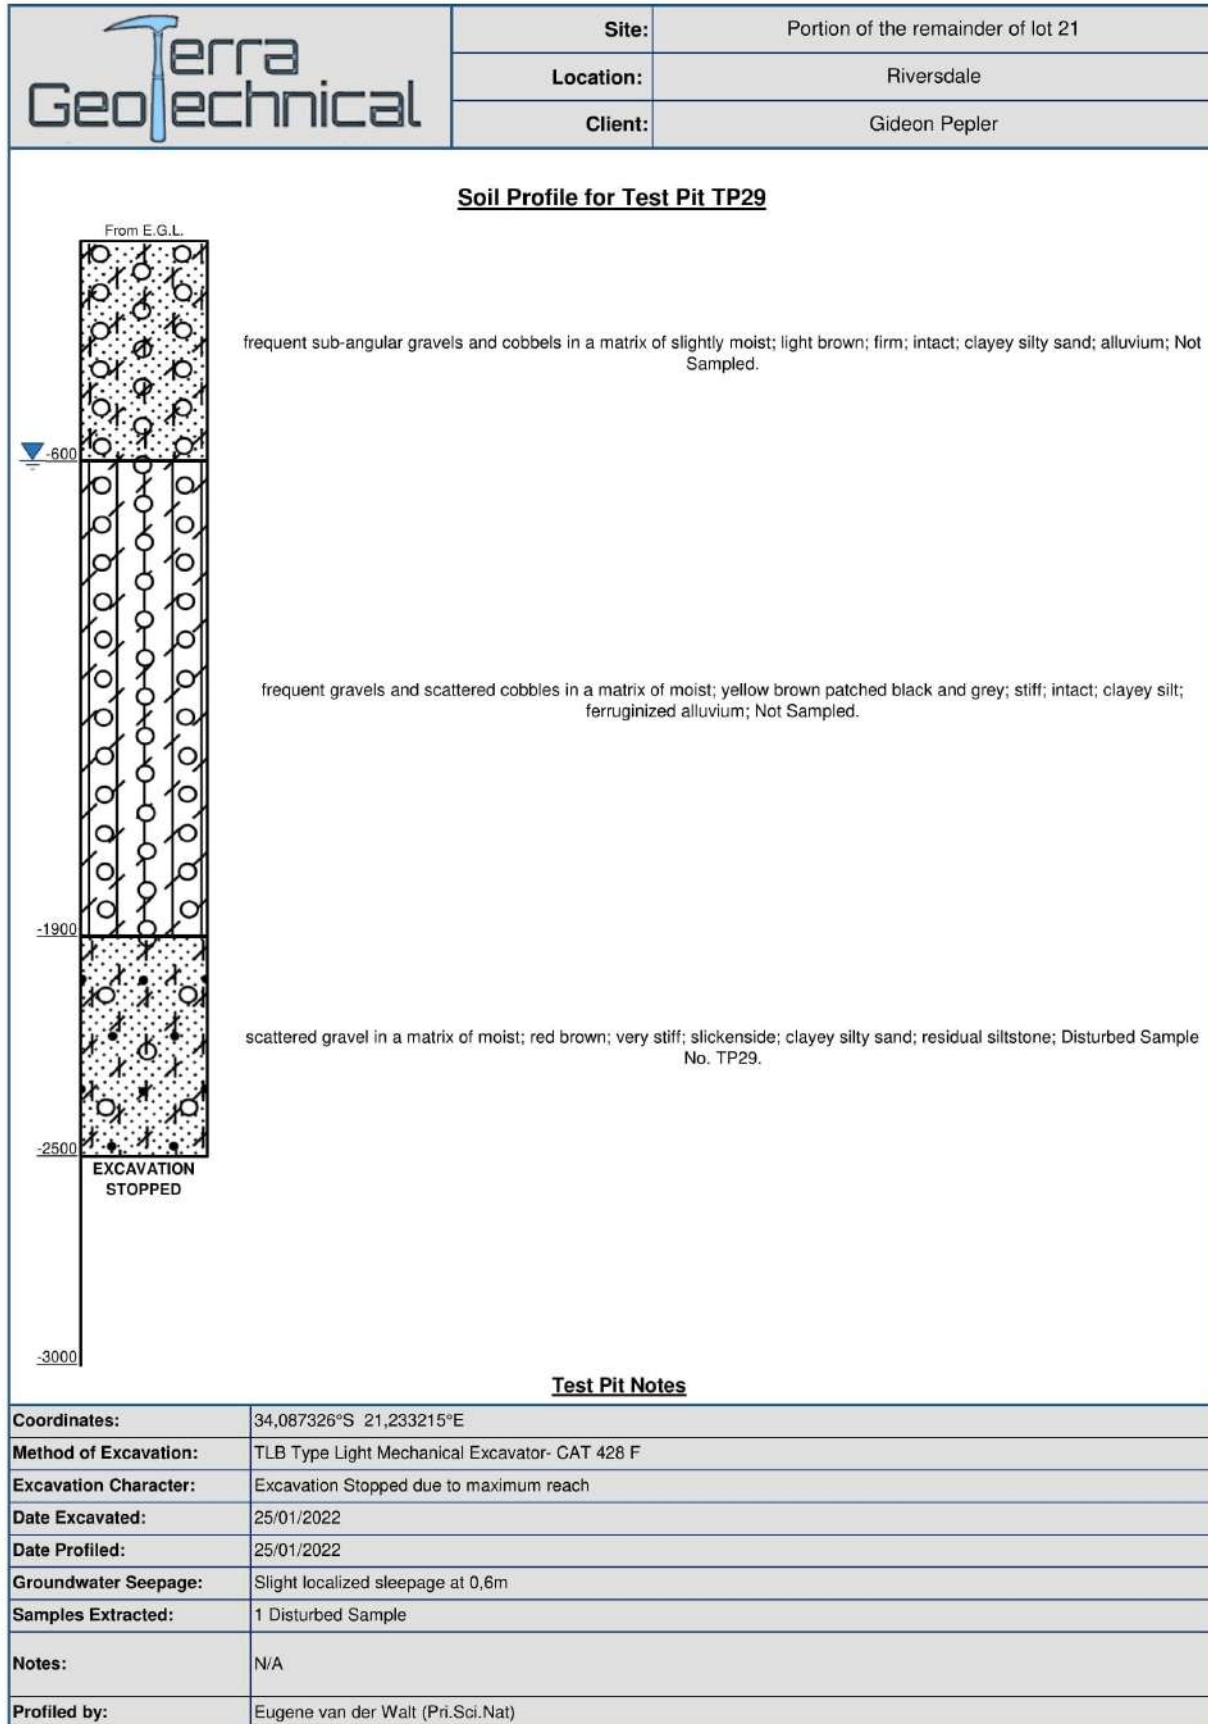 Terra
GeoTechnical
Site: Portion of the remainder of lot 21
Location: Riversdale
Client: Gideon Pepler
Soil Profile for Test Pit TP29
From E.G.L.
frequent sub-angular gravels and cobbels in a matrix of slightly moist; light brown; firm; intact; clayey silty sand; alluvium; Not
Sampled.
-600
frequent gravels and scattered cobbles in a matrix of moist; yellow brown patched black and grey; stiff; intact; clayey silt;
ferruginized alluvium; Not Sampled.
-1900
scattered gravel in a matrix of moist; red brown; very stiff; slickenside; clayey silty sand; residual siltstone; Disturbed Sample
No. TP29.
-2500
EXCAVATION
STOPPED
-3000
Test Pit Notes
Coordinates: 34,087326°S 21,233215°E
Method of Excavation: TLB Type Light Mechanical Excavator- CAT 428 F
Excavation Character: Excavation Stopped due to maximum reach
Date Excavated: 25/01/2022
Date Profiled: 25/01/2022
Groundwater Seepage: Slight localized sleepage at 0,6m
Samples Extracted: 1 Disturbed Sample
Notes: N/A
Profiled by: Eugene van der Walt (Pri.Sci.Nat)